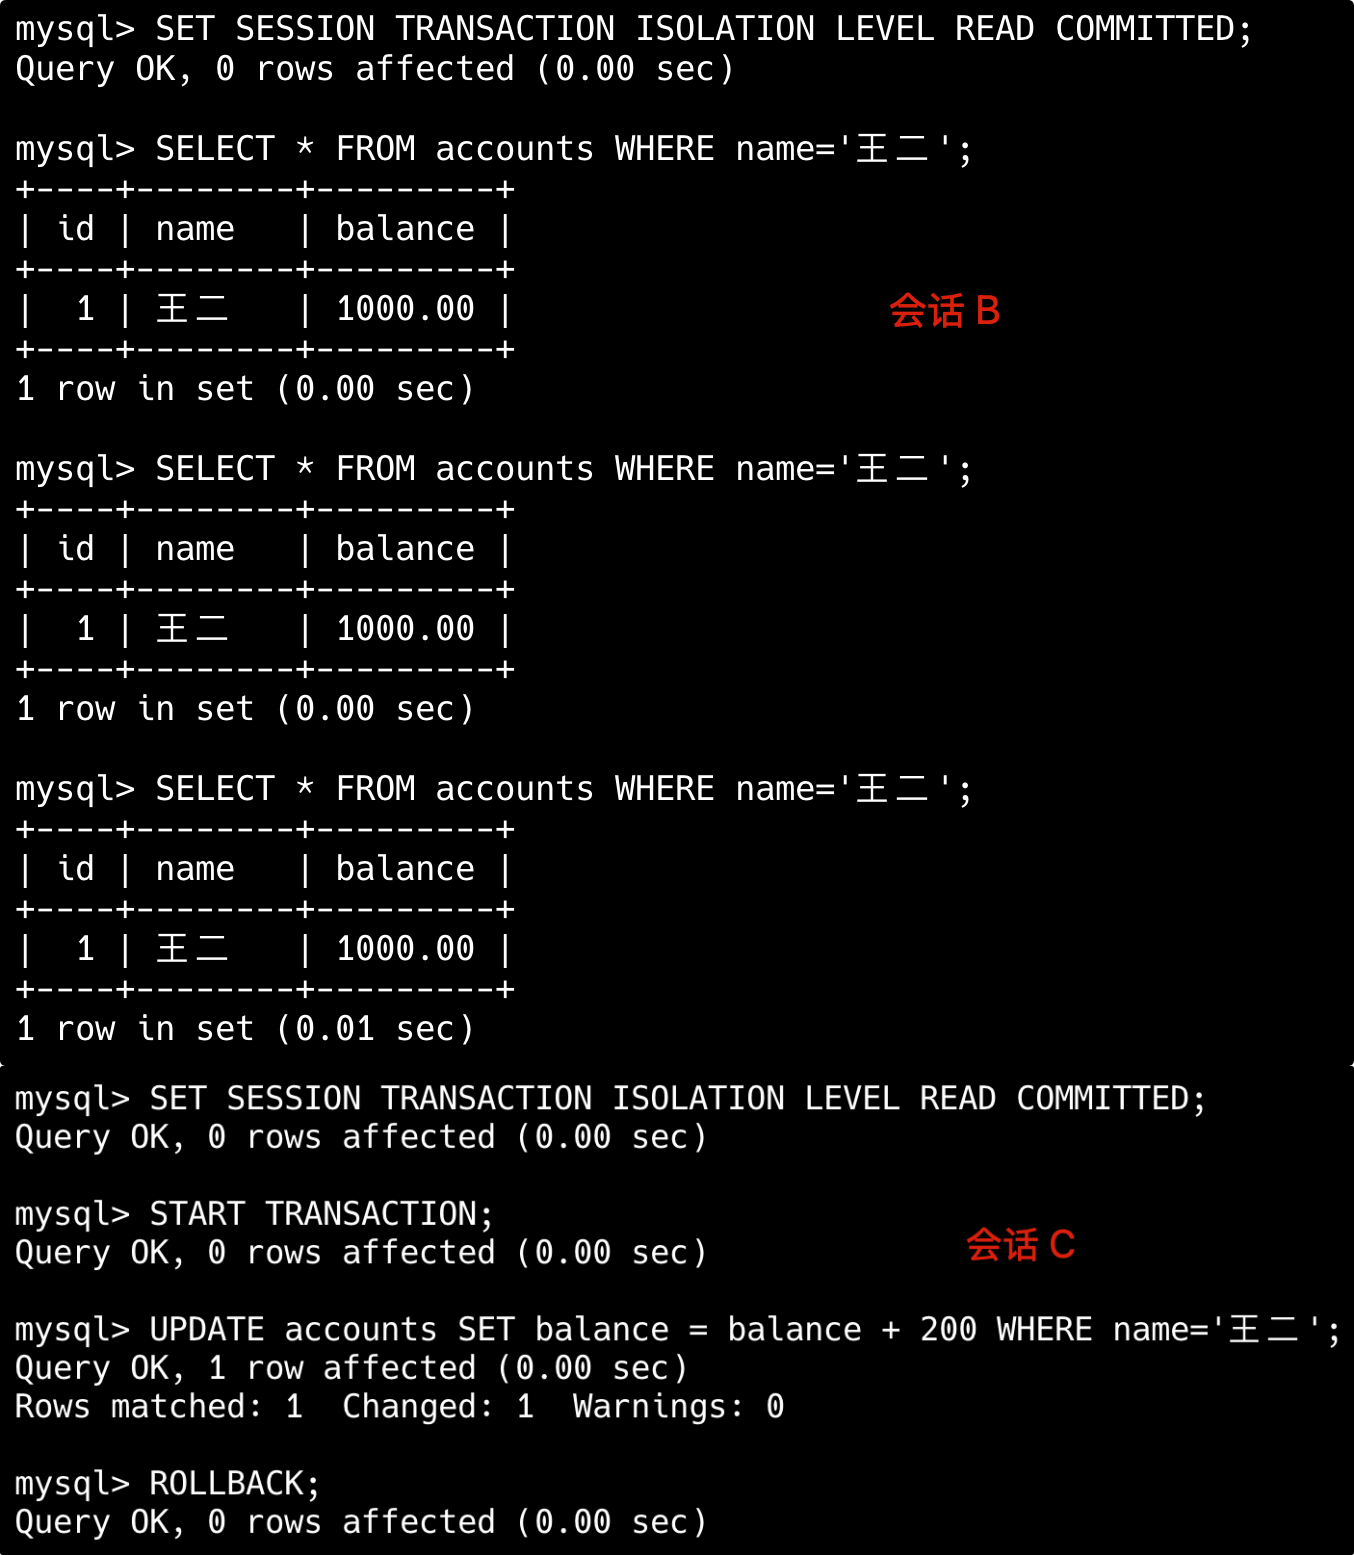 mysql> SET SESSION TRANSACTION ISOLATION LEVEL READ COMMITTED;
Query OK, 0 rows affected (0.00 sec)
mysql> SELECT * FROM accounts WHERE name='王二';
+----+--------+---------+
| id | name   | balance |
+----+--------+---------+
|  1 | 王二   | 1000.00 |
会话 B
+----+--------+---------+
1 row in set (0.00 sec)
mysql> SELECT * FROM accounts WHERE name='王二';
+----+--------+---------+
| id | name   | balance |
+----+--------+---------+
|  1 | 王二   | 1000.00 |
+----+--------+---------+
1 row in set (0.00 sec)
mysql> SELECT * FROM accounts WHERE name='王二';
+----+--------+---------+
| id | name   | balance |
+----+--------+---------+
|  1 | 王二   | 1000.00 |
+----+--------+---------+
1 row in set (0.01 sec)
mysql> SET SESSION TRANSACTION ISOLATION LEVEL READ COMMITTED;
Query OK, 0 rows affected (0.00 sec)
mysql> START TRANSACTION;
Query OK, 0 rows affected (0.00 sec)
会话 C
mysql> UPDATE accounts SET balance = balance + 200 WHERE name='王二';
Query OK, 1 row affected (0.00 sec)
Rows matched: 1  Changed: 1  Warnings: 0
mysql> ROLLBACK;
Query OK, 0 rows affected (0.00 sec)